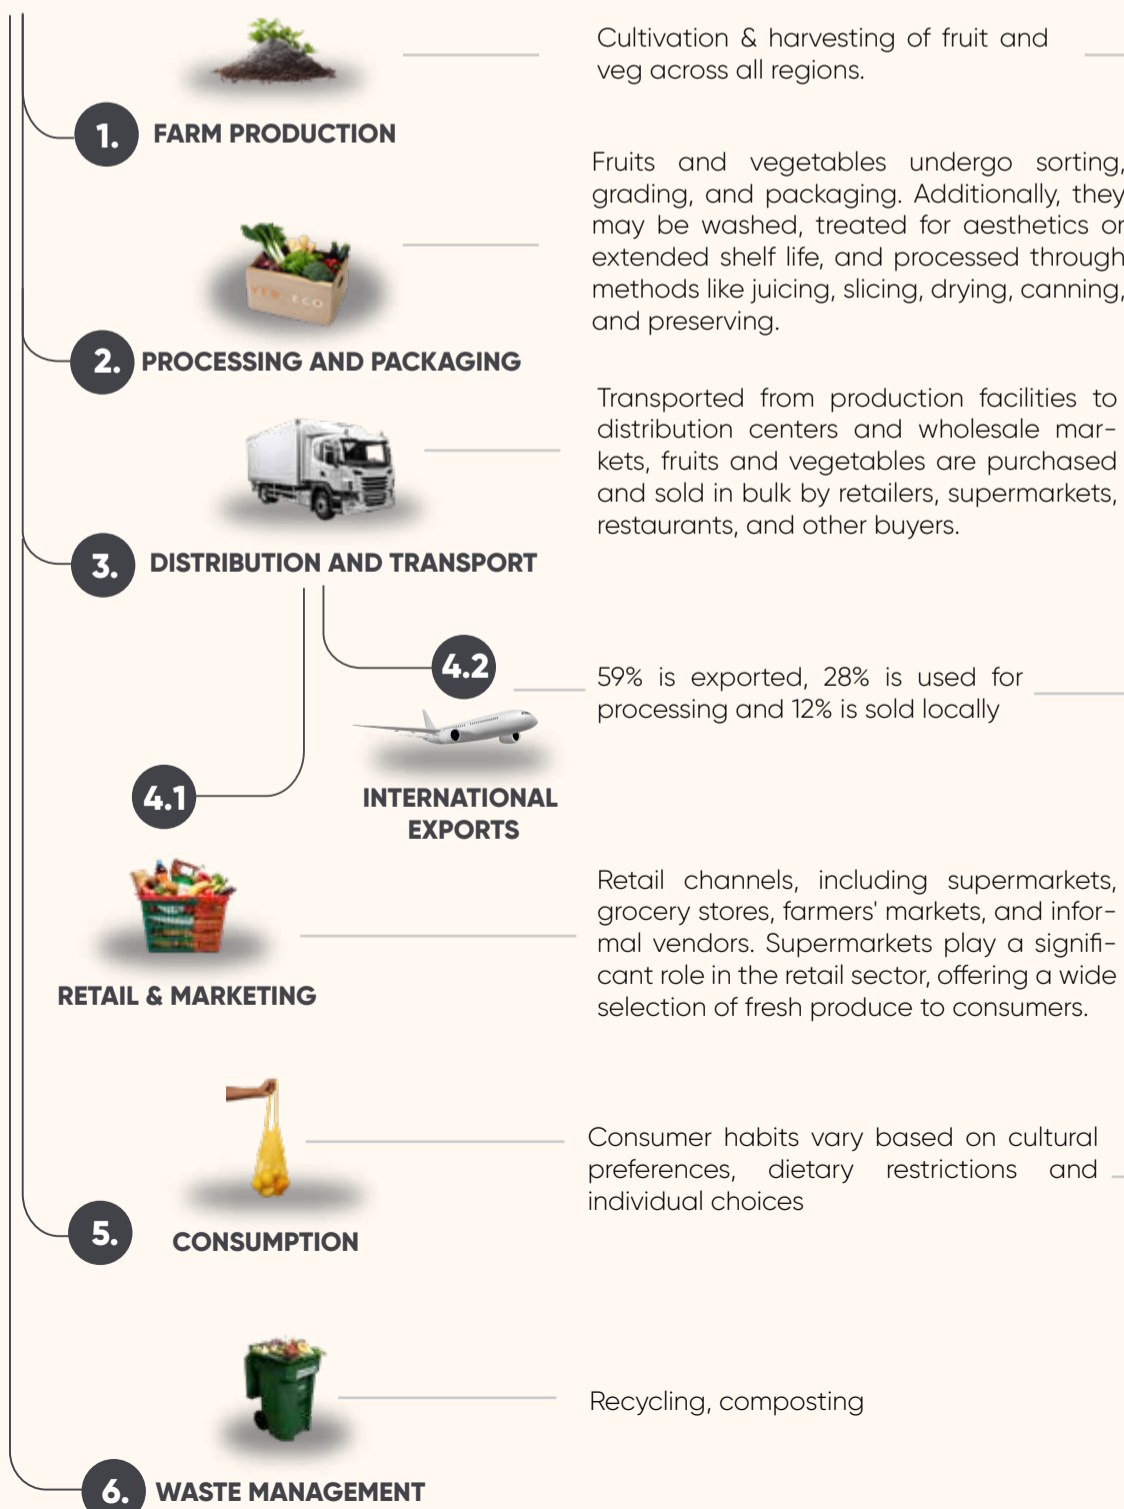 Cultivation & harvesting of fruit and
veg across all regions.
1. FARM PRODUCTION
Fruits and vegetables undergo sorting,
grading, and packaging. Additionally, they
may be washed, treated for aesthetics or
extended shelf life, and processed through
methods like juicing, slicing, drying, canning,
and preserving.
ECO
2. PROCESSING AND PACKAGING
Transported from production facilities to
distribution centers and wholesale mar-
kets, fruits and vegetables are purchased
and sold in bulk by retailers, supermarkets,
restaurants, and other buyers.
3. DISTRIBUTION AND TRANSPORT
4.2
59% is exported, 28% is used for
processing and 12% is sold locally
INTERNATIONAL
EXPORTS
4.1
Retail channels, including supermarkets,
grocery stores, farmers' markets, and infor-
mal vendors. Supermarkets play a signifi-
cant role in the retail sector, offering a wide
selection of fresh produce to consumers.
RETAIL & MARKETING
Consumer habits vary based on cultural
preferences, dietary restrictions and
individual choices
5. CONSUMPTION
Recycling, composting
6. WASTE MANAGEMENT